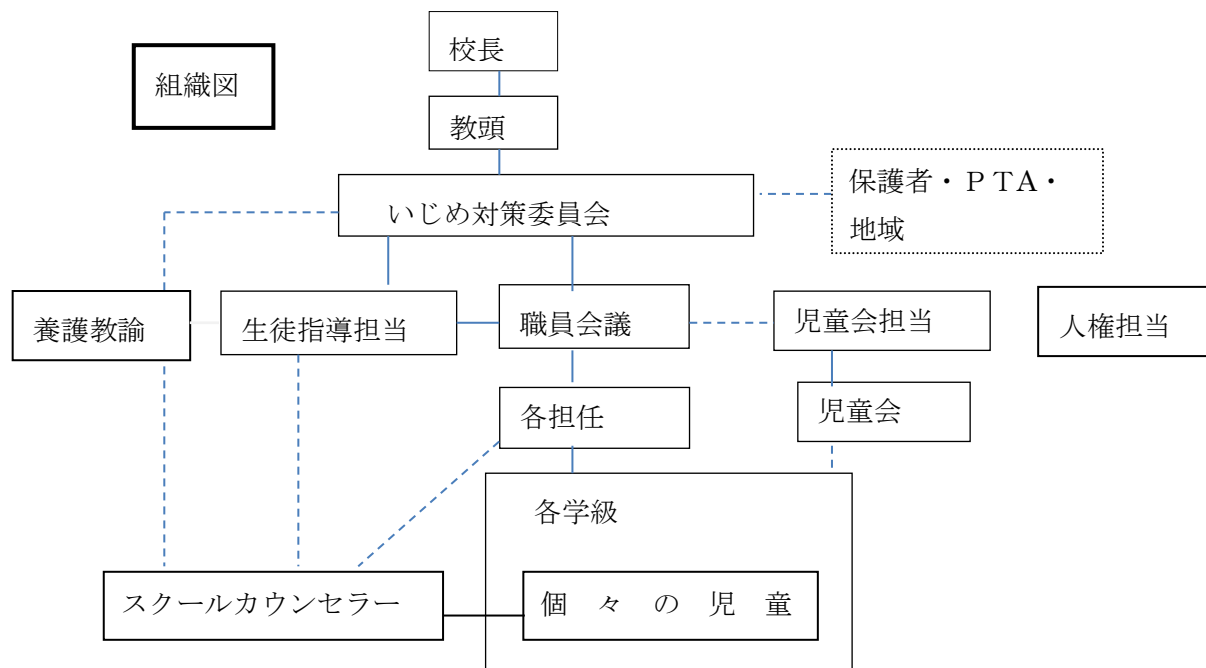 校長
組織図
教頭
保護者・ＰＴＡ・
地域
いじめ対策委員会
養護教諭
生徒指導担当
職員会議
児童会担当
人権担当
各担任
児童会
各学級
スクールカウンセラー
個　々　の　児　童